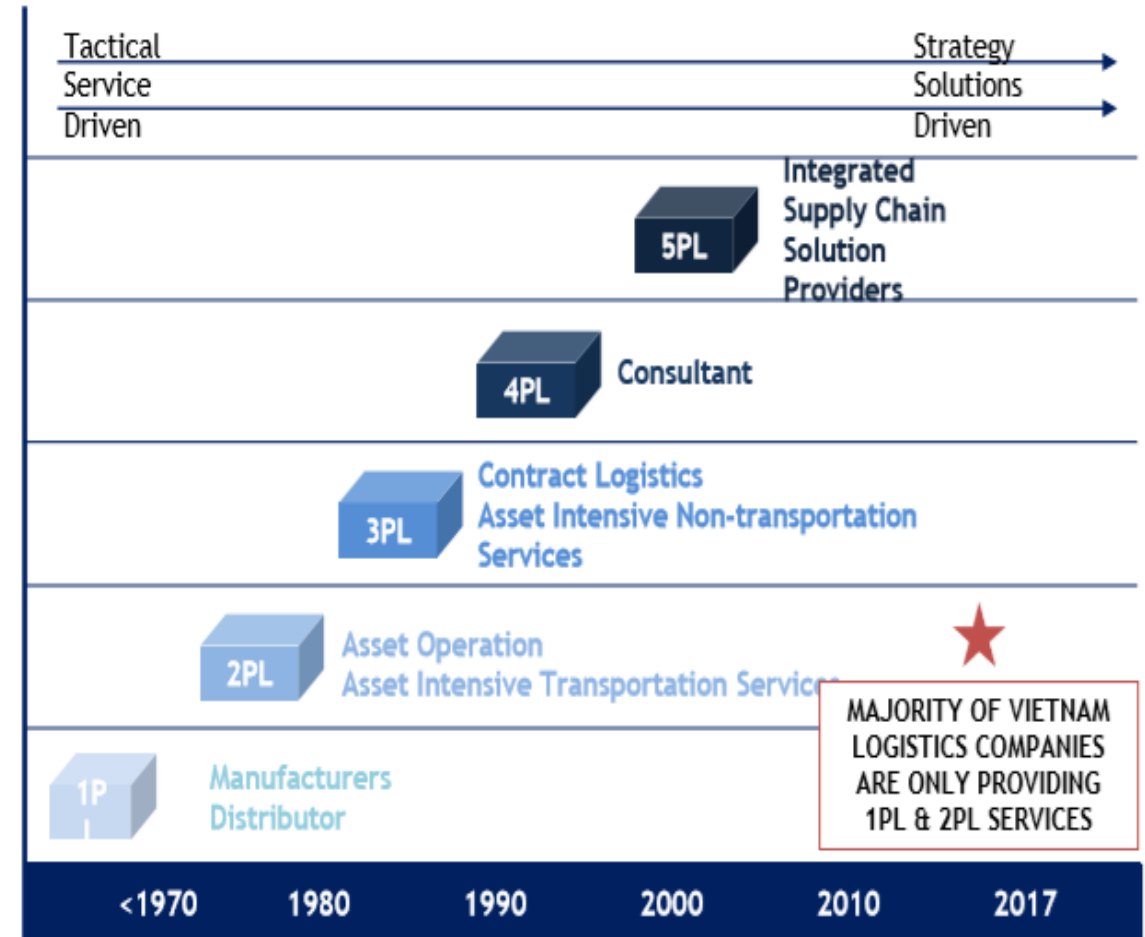 Tactical
Service
Driven
Strategy
Solutions
Driven
5PL
Integrated
Supply Chain
Solution
Providers
4PL
Consultant
3PL
Contract Logistics
Asset Intensive Non-transportation
Services
2PL
Asset Operation
Asset Intensive Transportation Services
1P
Manufacturers
Distributor
MAJORITY OF VIETNAM
LOGISTICS COMPANIES
ARE ONLY PROVIDING
1PL & 2PL SERVICES
<1970 1980 1990 2000 2010 2017